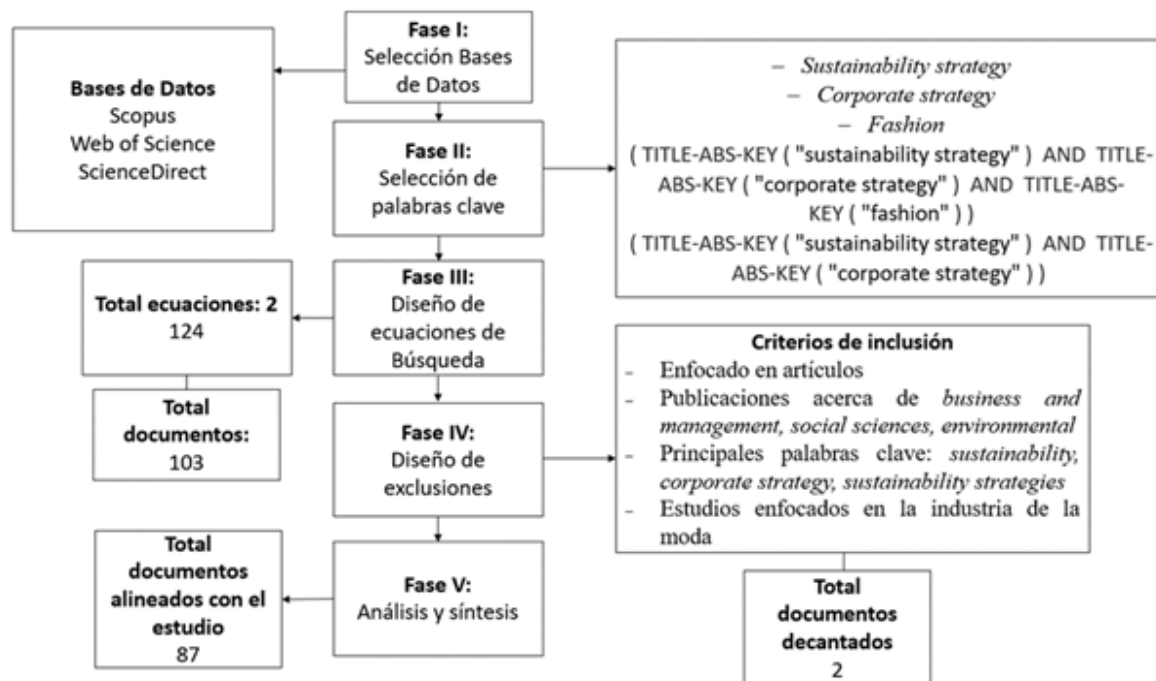 Fase I:
Selección Bases
de Datos
Bases de Datos
Scopus
Web of Science
ScienceDirect
Fase II:
Selección de
palabras clave
– Sustainability strategy
– Corporate strategy
– Fashion
( TITLE-ABS-KEY ( "sustainability strategy" ) AND TITLE-
ABS-KEY ( "corporate strategy" ) AND TITLE-ABS-
KEY ( "fashion" ) )
( TITLE-ABS-KEY ( "sustainability strategy" ) AND TITLE-
ABS-KEY ( "corporate strategy" ) )
Fase III:
Diseño de
ecuaciones de
Búsqueda
Total ecuaciones: 2
124
Total
documentos:
103
Fase IV:
Diseño de
exclusiones
Criterios de inclusión
- Enfocado en artículos
- Publicaciones acerca de business and
management, social sciences, environmental
- Principales palabras clave: sustainability,
corporate strategy, sustainability strategies
- Estudios enfocados en la industria de la
moda
Total
documentos
decantados
2
Fase V:
Análisis y síntesis
Total
documentos
alineados con el
estudio
87